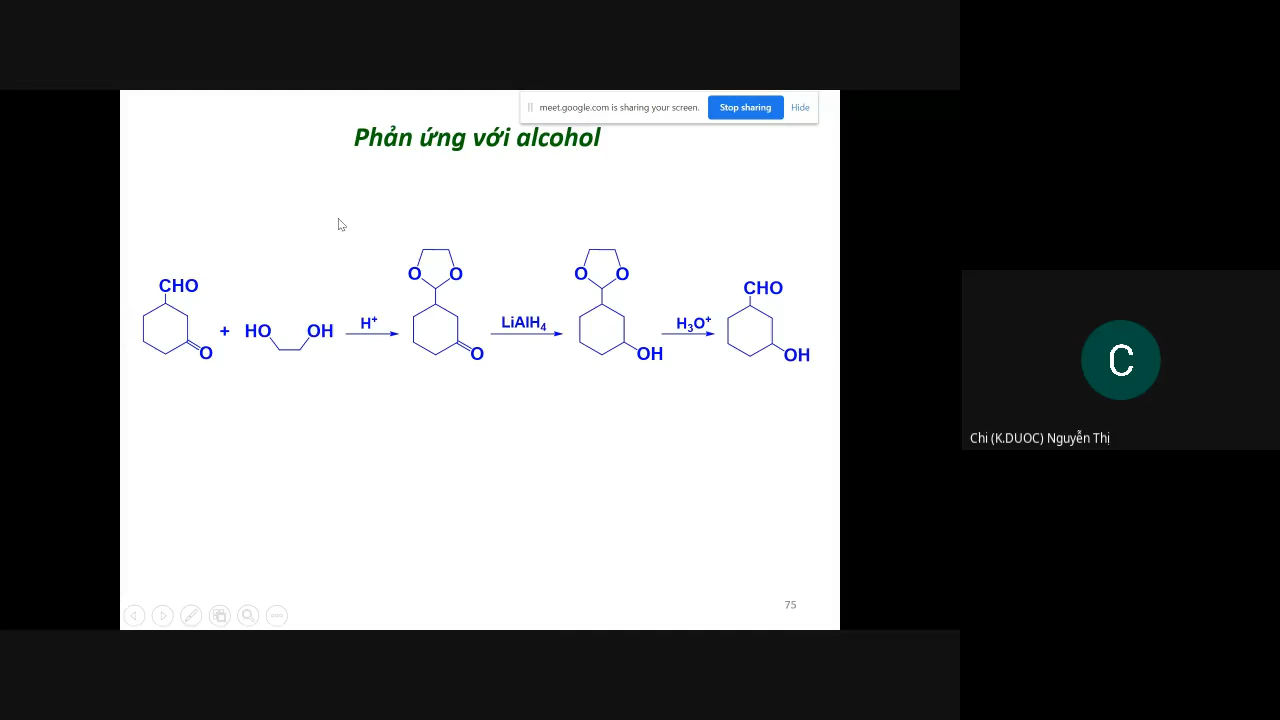 meet.google.com is sharing your screen.
Stop sharing
Hide
Phản ứng với alcohol
CHO
O
+
HO
OH
H⁺
O
O
O
LiAlH₄
O
O
OH
H₃O⁺
CHO
OH
75
C
Chi (K.DUOC) Nguyễn Thị